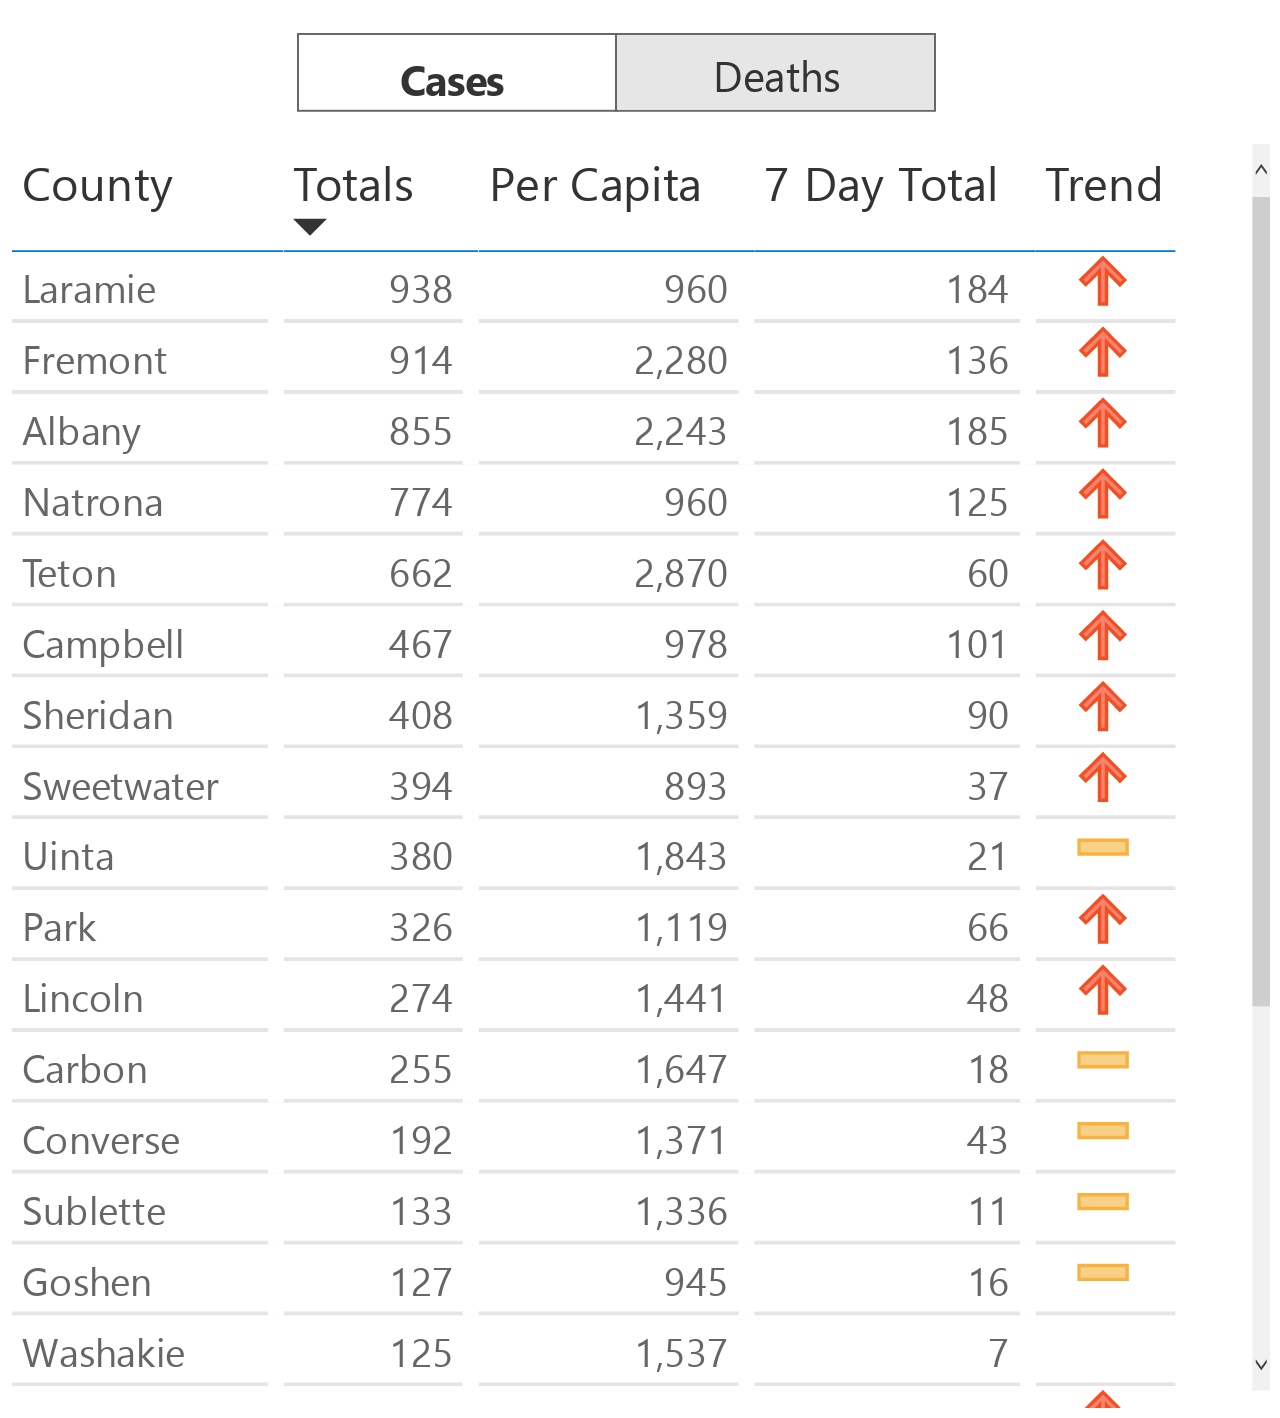 Cases Deaths
County Totals Per Capita 7 Day Total Trend
Laramie 938 960 184
Fremont 914 2,280 136
Albany 855 2,243 185
Natrona 774 960 125
Teton 662 2,870 60
Campbell 467 978 101
Sheridan 408 1,359 90
Sweetwater 394 893 37
Uinta 380 1,843 21
Park 326 1,119 66
Lincoln 274 1,441 48
Carbon 255 1,647 18
Converse 192 1,371 43
Sublette 133 1,336 11
Goshen 127 945 16
Washakie 125 1,537 7